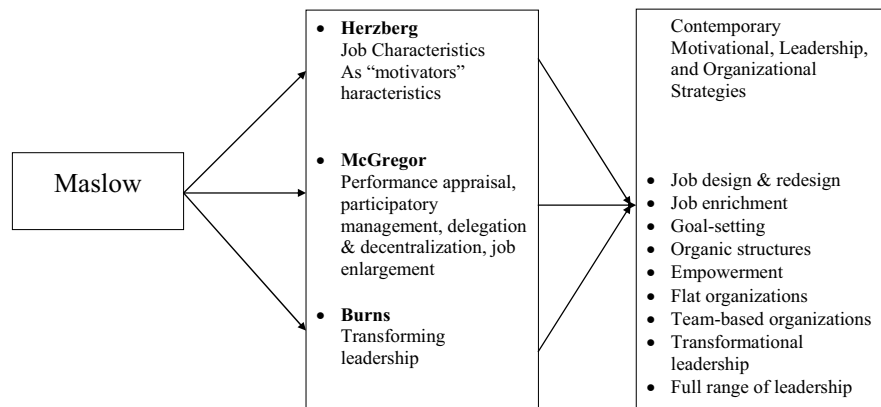 Maslow
• Herzberg
Job Characteristics
As “motivators”
haracteristics
• McGregor
Performance appraisal,
participatory
management, delegation
& decentralization, job
enlargement
• Burns
Transforming
leadership
Contemporary
Motivational, Leadership,
and Organizational
Strategies
• Job design & redesign
• Job enrichment
• Goal-setting
• Organic structures
• Empowerment
• Flat organizations
• Team-based organizations
• Transformational
leadership
• Full range of leadership